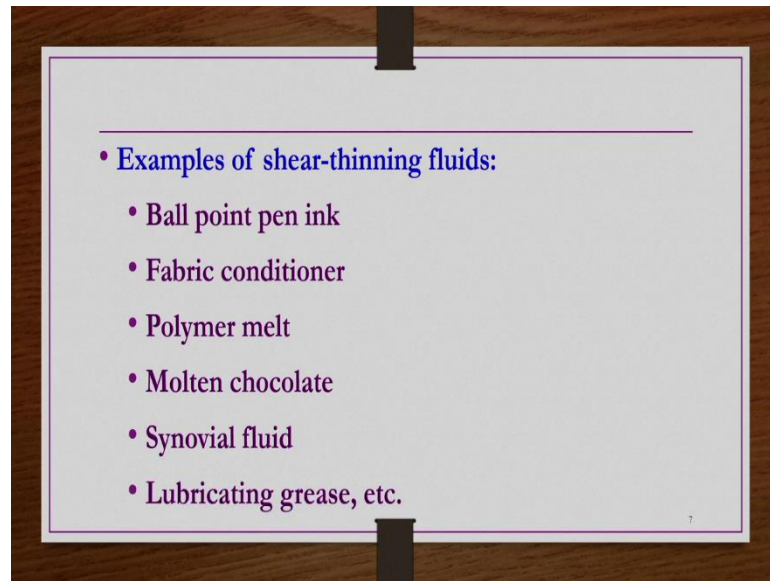 • Examples of shear-thinning fluids:
• Ball point pen ink
• Fabric conditioner
• Polymer melt
• Molten chocolate
• Synovial fluid
• Lubricating grease, etc.
7